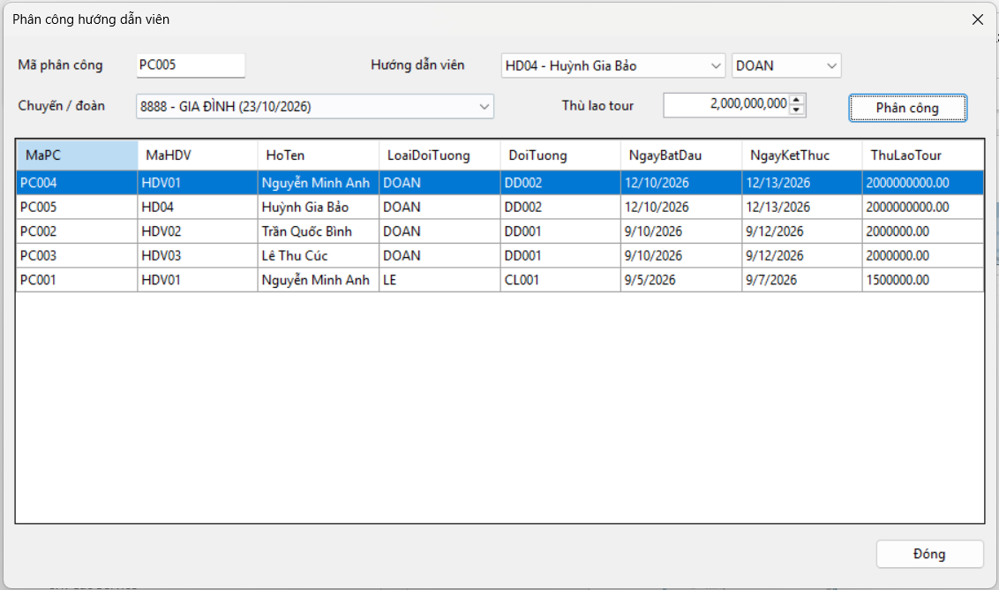 Phân công hướng dẫn viên
Mã phân công PC005 Hướng dẫn viên HD04 - Huỳnh Gia Bảo DOAN
Chuyến / đoàn 8888 - GIA ĐÌNH (23/10/2026) Thù lao tour 2,000,000,000 Phân công
MaPC MaHDV HoTen LoaiDoiTuong DoiTuong NgayBatDau NgayKetThuc ThuLaoTour
PC004 HDV01 Nguyễn Minh Anh DOAN DD002 12/10/2026 12/13/2026 2000000000.00
PC005 HD04 Huỳnh Gia Bảo DOAN DD002 12/10/2026 12/13/2026 2000000000.00
PC002 HDV02 Trần Quốc Bình DOAN DD001 9/10/2026 9/12/2026 2000000.00
PC003 HDV03 Lê Thu Cúc DOAN DD001 9/10/2026 9/12/2026 2000000.00
PC001 HDV01 Nguyễn Minh Anh LE CL001 9/5/2026 9/7/2026 1500000.00
Đóng